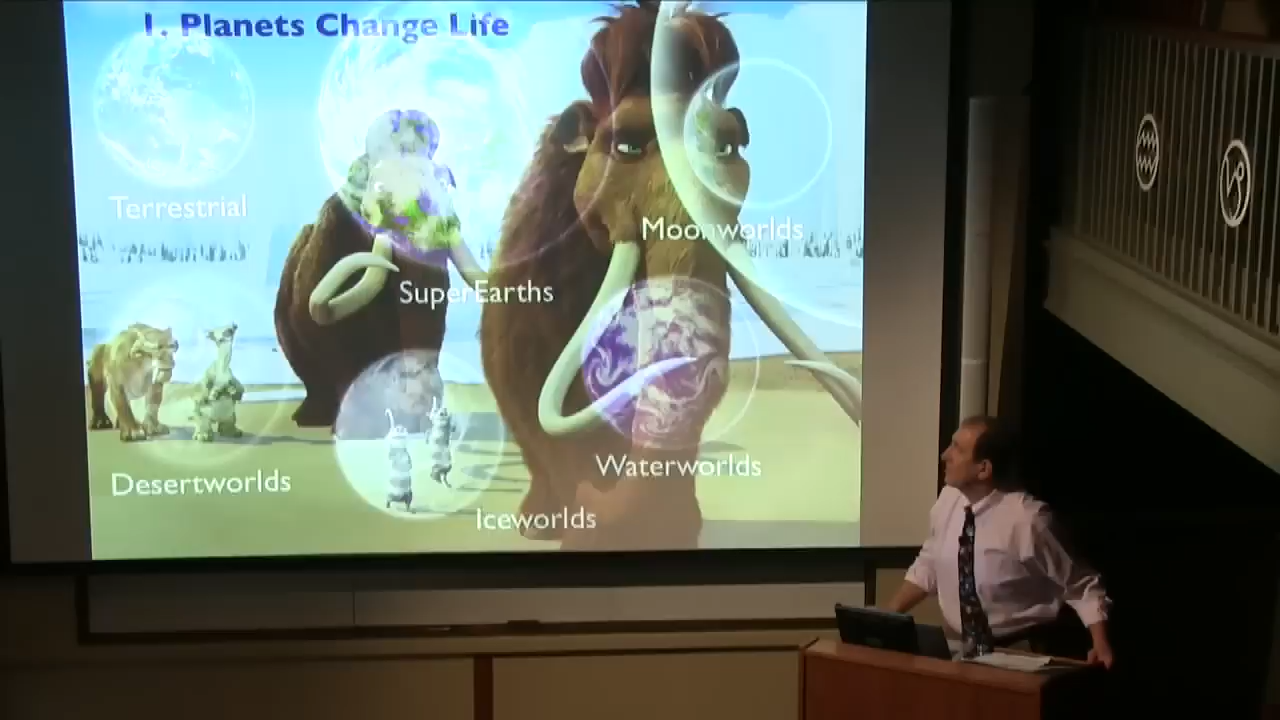 1. Planets Change Life
Terrestrial
Moonworlds
SuperEarths
Waterworlds
Desertworlds
Iceworlds